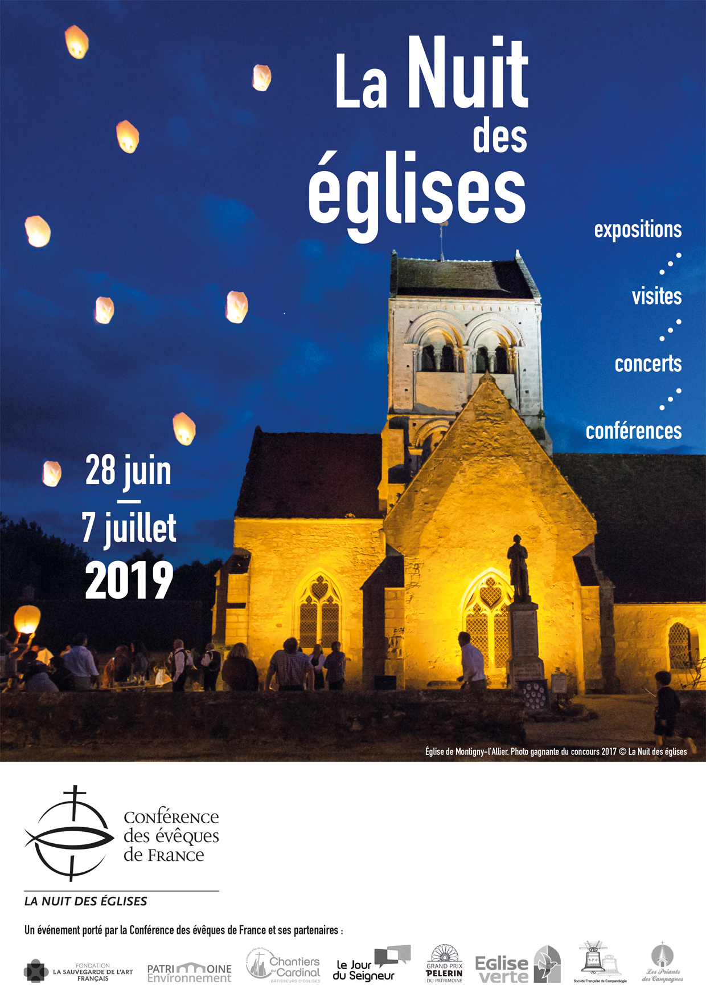 La Nuit
des
églises
expositions
visites
concerts
conférences
28 juin
7 juillet
2019
Église de Montigny-l'Allier. Photo gagnante du concours 2017 © La Nuit des églises
Conférence
des évêques
de France
LA NUIT DES ÉGLISES
Un événement porté par la Conférence des évêques de France et ses partenaires :
FONDATION
LA SAUVEGARDE DE L'ART
FRANÇAIS
PATRIMOINE
Environnement
Chantiers
du Cardinal
BÂTISSEURS D'ÉGLISES
le Jour
du Seigneur
GRAND PRIX
PÈLERIN
DU PATRIMOINE
Eglise
verte
S.F.C.
Société Française de Campanologie
Les Priants
des Campagnes